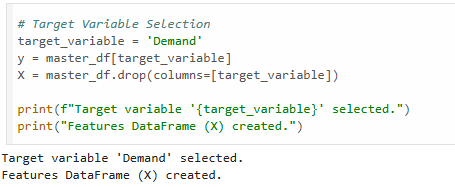 # Target Variable Selection
target_variable = 'Demand'
y = master_df[target_variable]
X = master_df.drop(columns=[target_variable])
print(f"Target variable '{target_variable}' selected.")
print("Features DataFrame (X) created.")
Target variable 'Demand' selected.
Features DataFrame (X) created.